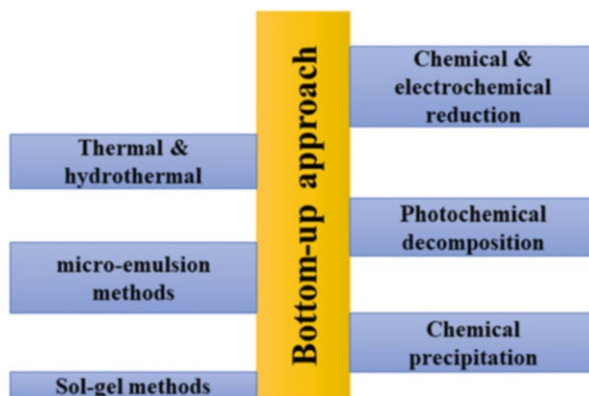 Bottom-up approach
Thermal &
hydrothermal
micro-emulsion
methods
Sol-gel methods
Chemical &
electrochemical
reduction
Photochemical
decomposition
Chemical
precipitation